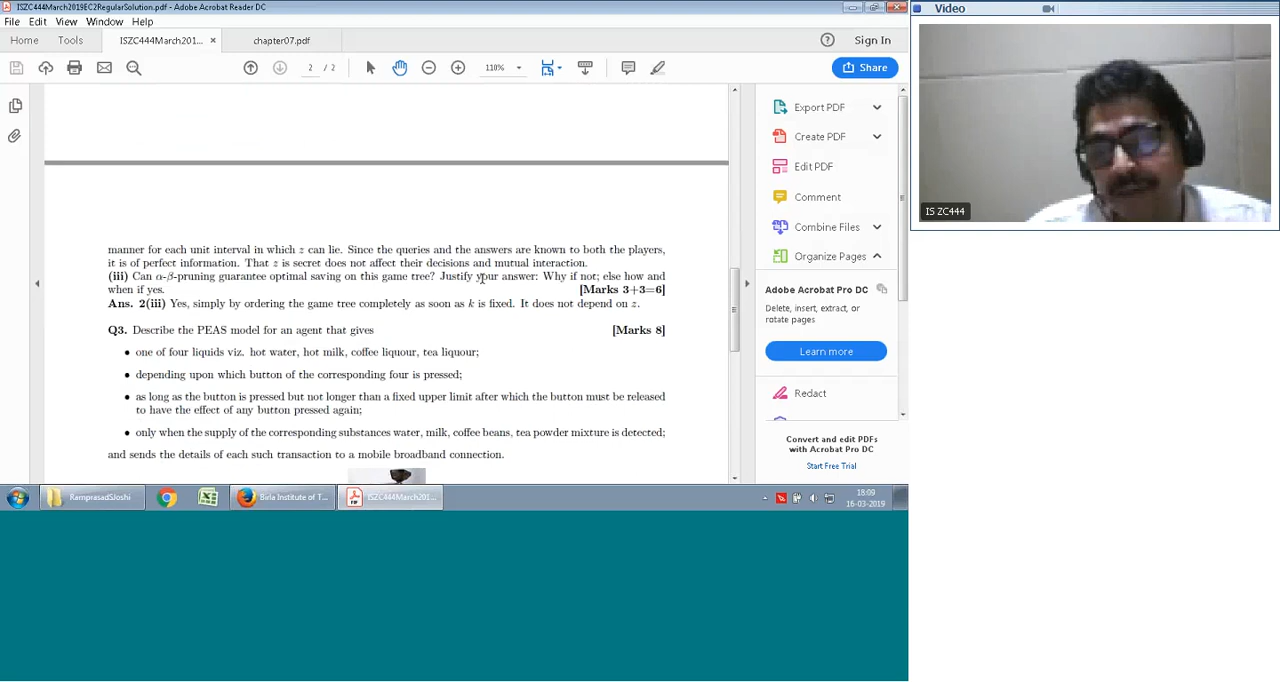 ISZC444March2019EC2RegularSolution.pdf - Adobe Acrobat Reader DC
Video
File Edit View Window Help
Home Tools ISZC444March201... × chapter07.pdf Sign In
2 / 2 110% Share
Export PDF
Create PDF
Edit PDF
Comment
IS ZC444
Combine Files
manner for each unit interval in which z can lie. Since the queries and the answers are known to both the players,
it is of perfect information. That z is secret does not affect their decisions and mutual interaction.
Organize Pages
(iii) Can α-β-pruning guarantee optimal saving on this game tree? Justify your answer: Why if not; else how and
when if yes. [Marks 3+3=6]
Ans. 2(iii) Yes, simply by ordering the game tree completely as soon as k is fixed. It does not depend on z.
Adobe Acrobat Pro DC
Delete, insert, extract, or
rotate pages
Q3. Describe the PEAS model for an agent that gives [Marks 8]
• one of four liquids viz. hot water, hot milk, coffee liquour, tea liquour;
Learn more
• depending upon which button of the corresponding four is pressed;
• as long as the button is pressed but not longer than a fixed upper limit after which the button must be released
to have the effect of any button pressed again;
Redact
• only when the supply of the corresponding substances water, milk, coffee beans, tea powder mixture is detected;
and sends the details of each such transaction to a mobile broadband connection.
Convert and edit PDFs
with Acrobat Pro DC
Start Free Trial
RamprasadSJoshi Birla Institute of T... ISZC444March201...
18:09
16-03-2019